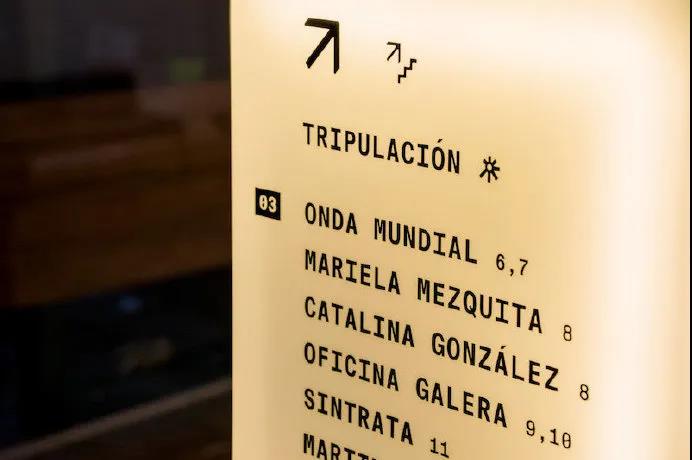 TRIPULACIÓN
03
ONDA MUNDIAL 6,7
MARIELA MEZQUITA 8
CATALINA GONZÁLEZ 8
OFICINA GALERA 9,10
SINTRATA 11